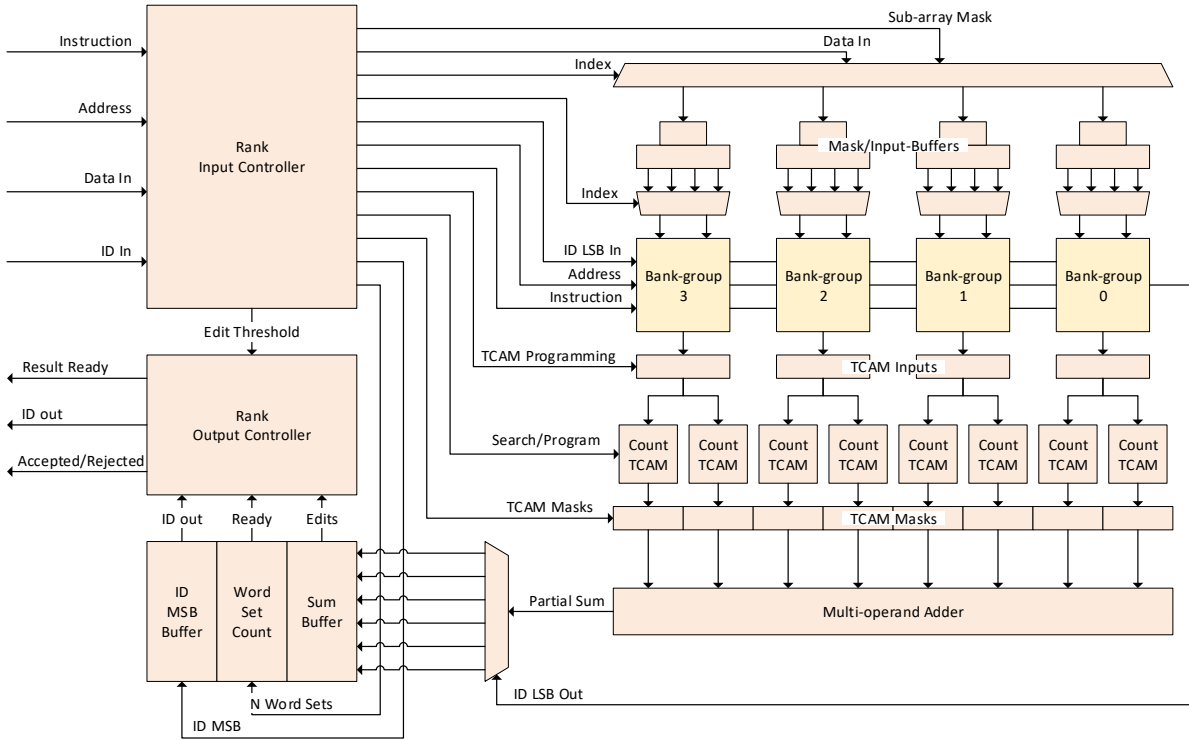 Sub-array Mask
Instruction
Data In
Index
Address
Rank
Input Controller
Mask/Input-Buffers
Data In
Index
ID In
ID LSB In
Address
Instruction
Bank-group
3
Bank-group
2
Bank-group
1
Bank-group
0
Edit Threshold
TCAM Programming
TCAM Inputs
Result Ready
ID out
Rank
Output Controller
Accepted/Rejected
Search/Program
Count
TCAM
Count
TCAM
Count
TCAM
Count
TCAM
Count
TCAM
Count
TCAM
Count
TCAM
Count
TCAM
ID out
Ready
Edits
TCAM Masks
TCAM Masks
ID
MSB
Buffer
Word
Set
Count
Sum
Buffer
Partial Sum
Multi-operand Adder
ID LSB Out
N Word Sets
ID MSB